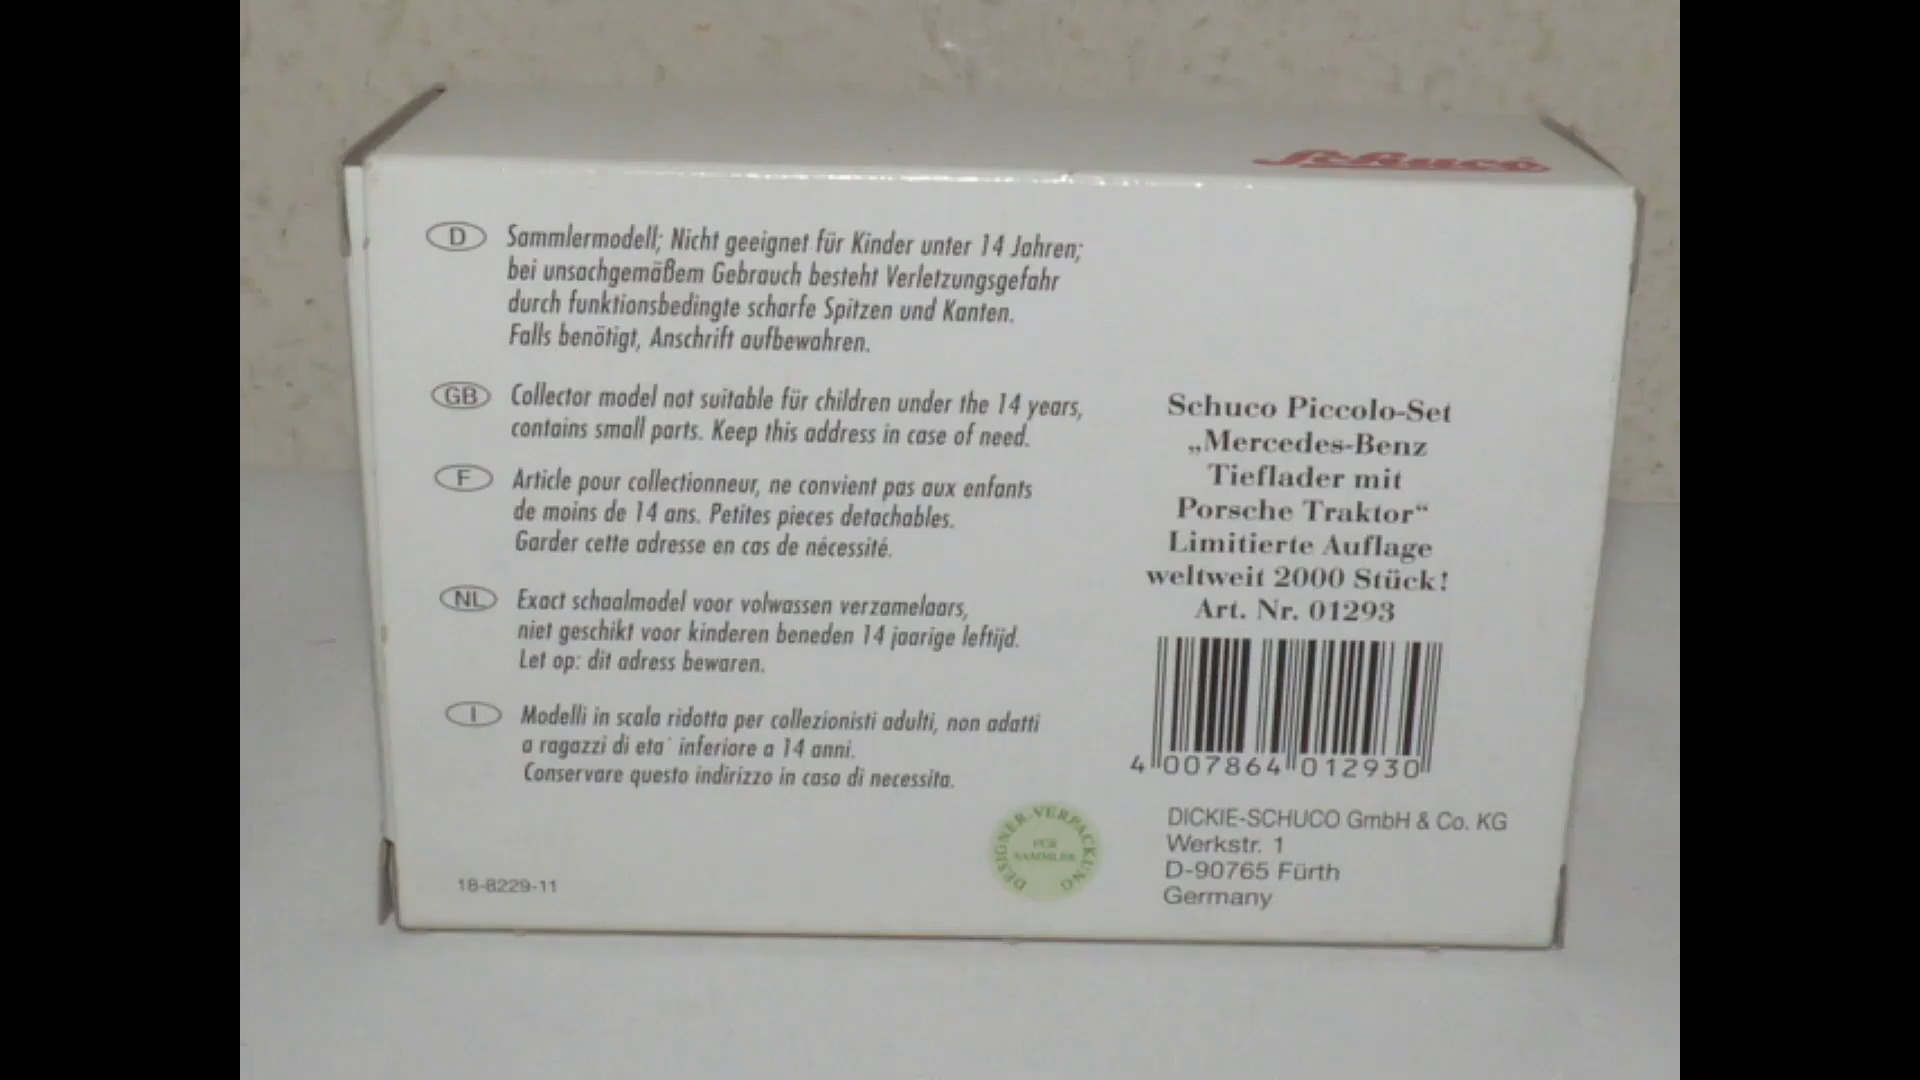 Schuco
D
Sammlermodell; Nicht geeignet für Kinder unter 14 Jahren;
bei unsachgemäßem Gebrauch besteht Verletzungsgefahr
durch funktionsbedingte scharfe Spitzen und Kanten.
Falls benötigt, Anschrift aufbewahren.
GB
Collector model not suitable für children under the 14 years,
contains small parts. Keep this address in case of need.
F
Article pour collectionneur, ne convient pas aux enfants
de moins de 14 ans. Petites pieces detachables.
Garder cette adresse en cas de nécessité.
NL
Exact schaalmodel voor volwassen verzamelaars,
niet geschikt voor kinderen beneden 14 jaarige leftijd.
Let op: dit adress bewaren.
I
Modelli in scala ridotta per collezionisti adulti, non adatti
a ragazzi di eta´ inferiore a 14 anni.
Conservare questo indirizzo in caso di necessita.
18-8229-11
DESIGNER-VERPACKUNG
FÜR
SAMMLER
Schuco Piccolo-Set
„Mercedes-Benz
Tieflader mit
Porsche Traktor“
Limitierte Auflage
weltweit 2000 Stück!
Art. Nr. 01293
4 007864 012930
DICKIE-SCHUCO GmbH & Co. KG
Werkstr. 1
D-90765 Fürth
Germany